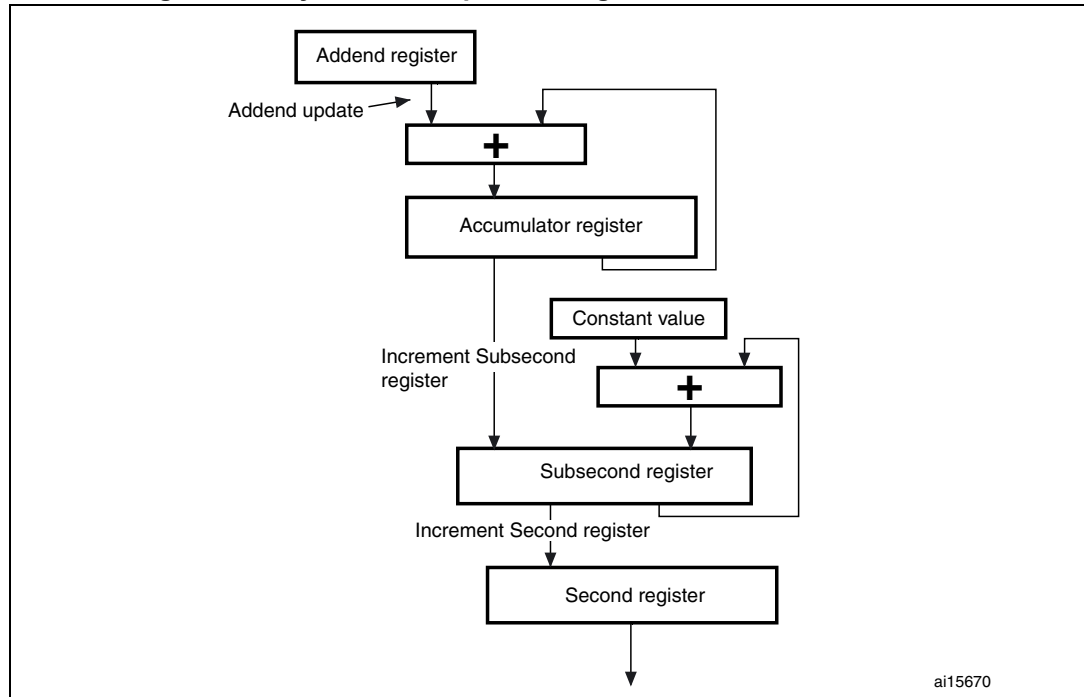 Addend register
Addend update
+
Accumulator register
Constant value
Increment Subsecond
register
+
Subsecond register
Increment Second register
Second register
ai15670